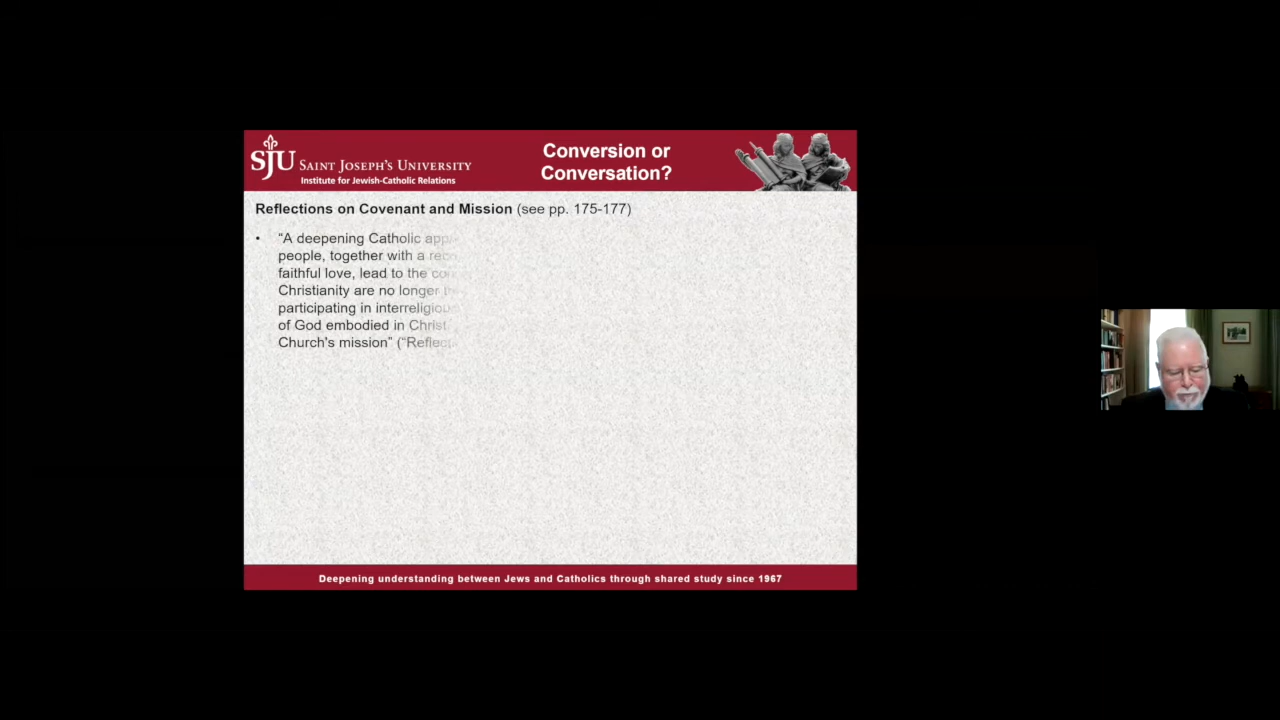 SJU SAINT JOSEPH'S UNIVERSITY
Institute for Jewish-Catholic Relations
Conversion or
Conversation?
Reflections on Covenant and Mission (see pp. 175-177)
• “A deepening Catholic
people, together with a
faithful love, lead to the
Christianity are no longer
participating in interreligious
of God embodied in Christ
Church's mission” (“
Deepening understanding between Jews and Catholics through shared study since 1967